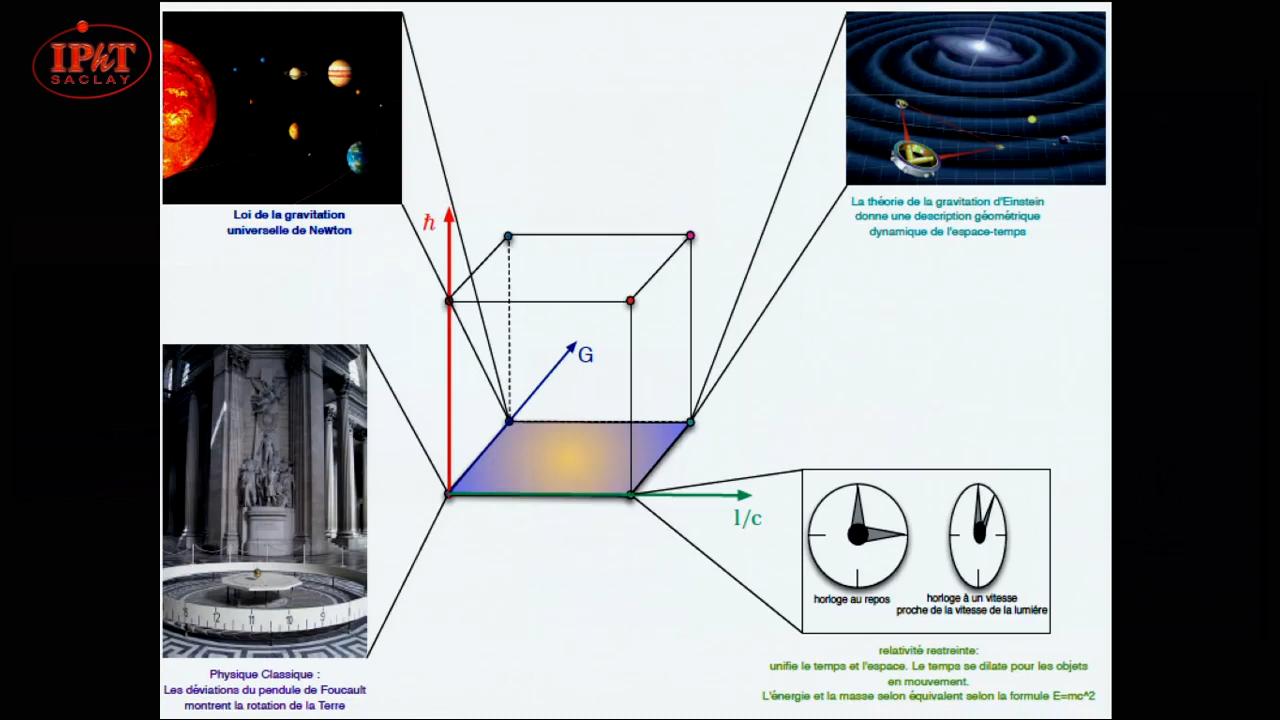 IPhT
SACLAY
Loi de la gravitation
universelle de Newton
La théorie de la gravitation d'Einstein
donne une description géométrique
dynamique de l'espace-temps
ħ
G
l/c
12
11
10
9
horloge au repos
horloge à un vitesse
proche de la vitesse de la lumière
Physique Classique :
Les déviations du pendule de Foucault
montrent la rotation de la Terre
relativité restreinte:
unifie le temps et l'espace. Le temps se dilate pour les objets
en mouvement.
L'énergie et la masse selon équivalent selon la formule E=mc^2